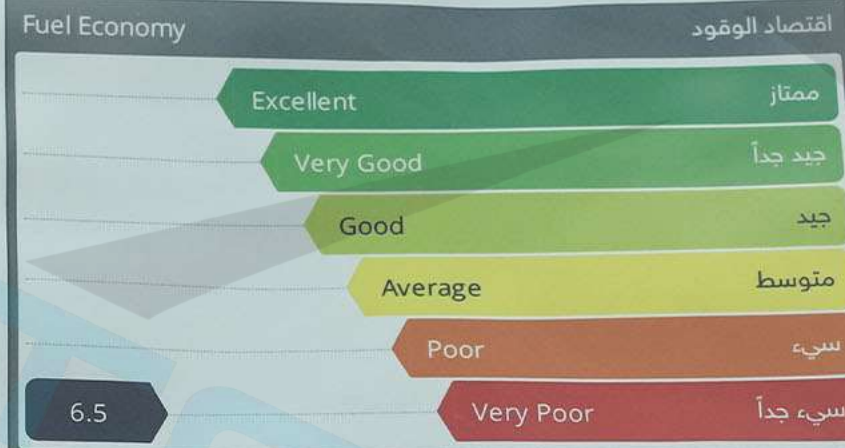 Fuel Economy اقتصاد الوقود
Excellent ممتاز
Very Good جيد جداً
Good جيد
Average متوسط
Poor سيء
6.5 Very Poor سيء جداً